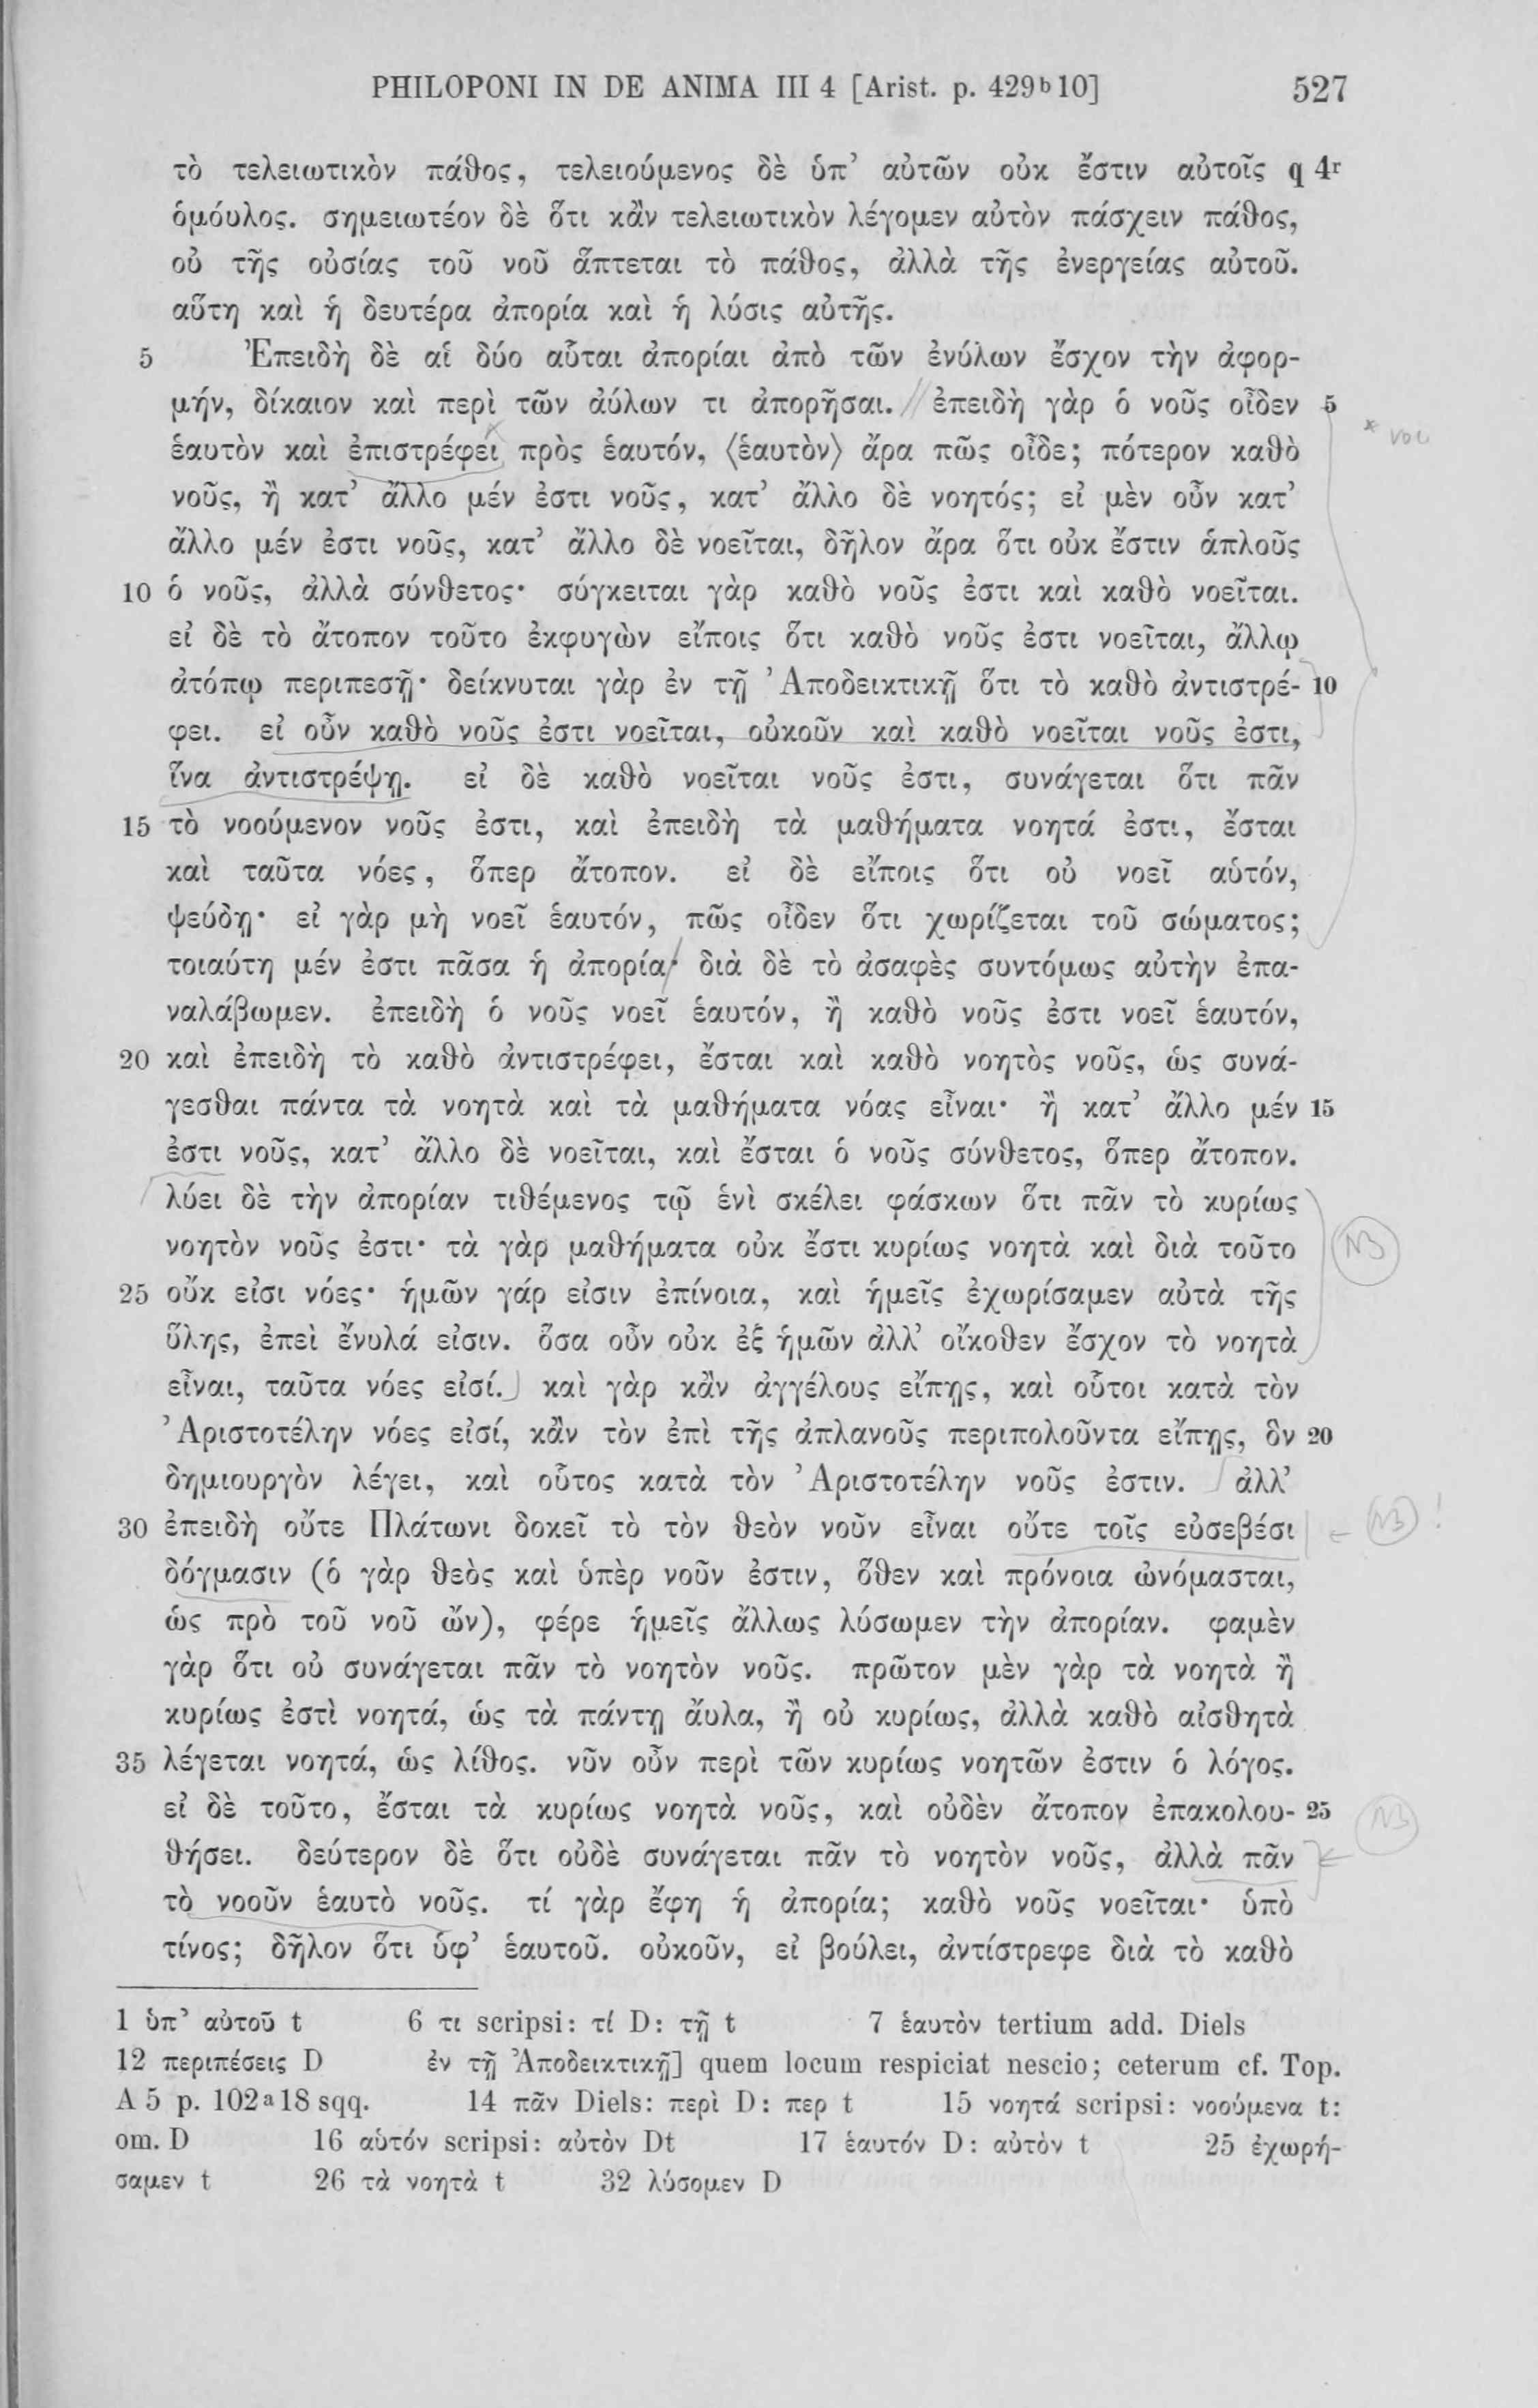 PHILOPONI IN DE ANIMA III 4 [Arist. p. 429ᵇ10] 527
τὸ τελειωτικὸν πάθος, τελειούμενος δὲ ὑπ’ αὐτῶν οὐκ ἔστιν αὐτοῖς q 4ʳ
ὁμόυλος. σημειωτέον δὲ ὅτι κἂν τελειωτικὸν λέγομεν αὐτὸν πάσχειν πάθος,
οὐ τῆς οὐσίας τοῦ νοῦ ἅπτεται τὸ πάθος, ἀλλὰ τῆς ἐνεργείας αὐτοῦ.
αὕτη καὶ ἡ δευτέρα ἀπορία καὶ ἡ λύσις αὐτῆς.
5 Ἐπειδὴ δὲ αἱ δύο αὗται ἀπορίαι ἀπὸ τῶν ἐνύλων ἔσχον τὴν ἀφορ-
μήν, δίκαιον καὶ περὶ τῶν ἀύλων τι ἀπορῆσαι. // ἐπειδὴ γὰρ ὁ νοῦς οἶδεν 5
* νοι
ἑαυτὸν καὶ ἐπιστρέφει πρὸς ἑαυτόν, ⟨ἑαυτὸν⟩ ἄρα πῶς οἶδε; πότερον καθὸ
νοῦς, ἢ κατ’ ἄλλο μέν ἐστι νοῦς, κατ’ ἄλλο δὲ νοητός; εἰ μὲν οὖν κατ’
ἄλλο μέν ἐστι νοῦς, κατ’ ἄλλο δὲ νοεῖται, δῆλον ἄρα ὅτι οὐκ ἔστιν ἁπλοῦς
10 ὁ νοῦς, ἀλλὰ σύνθετος· σύγκειται γὰρ καθὸ νοῦς ἐστι καὶ καθὸ νοεῖται.
εἰ δὲ τὸ ἄτοπον τοῦτο ἐκφυγὼν εἴποις ὅτι καθὸ νοῦς ἐστι νοεῖται, ἄλλῳ
ἀτόπῳ περιπεσῇ· δείκνυται γὰρ ἐν τῇ Ἀποδεικτικῇ ὅτι τὸ καθὸ ἀντιστρέ- 10
φει. εἰ οὖν καθὸ νοῦς ἐστι νοεῖται, οὐκοῦν καὶ καθὸ νοεῖται νοῦς ἐστι,
ἵνα ἀντιστρέψῃ. εἰ δὲ καθὸ νοεῖται νοῦς ἐστι, συνάγεται ὅτι πᾶν
15 τὸ νοούμενον νοῦς ἐστι, καὶ ἐπειδὴ τὰ μαθήματα νοητά ἐστι, ἔσται
καὶ ταῦτα νόες, ὅπερ ἄτοπον. εἰ δὲ εἴποις ὅτι οὐ νοεῖ αὑτόν,
ψεύδῃ· εἰ γὰρ μὴ νοεῖ ἑαυτόν, πῶς οἶδεν ὅτι χωρίζεται τοῦ σώματος;
τοιαύτη μέν ἐστι πᾶσα ἡ ἀπορία· διὰ δὲ τὸ ἀσαφὲς συντόμως αὐτὴν ἐπα-
ναλάβωμεν. ἐπειδὴ ὁ νοῦς νοεῖ ἑαυτόν, ἢ καθὸ νοῦς ἐστι νοεῖ ἑαυτόν,
20 καὶ ἐπειδὴ τὸ καθὸ ἀντιστρέφει, ἔσται καὶ καθὸ νοητὸς νοῦς, ὡς συνά-
γεσθαι πάντα τὰ νοητὰ καὶ τὰ μαθήματα νόας εἶναι· ἢ κατ’ ἄλλο μέν 15
ἐστι νοῦς, κατ’ ἄλλο δὲ νοεῖται, καὶ ἔσται ὁ νοῦς σύνθετος, ὅπερ ἄτοπον.
λύει δὲ τὴν ἀπορίαν τιθέμενος τῷ ἑνὶ σκέλει φάσκων ὅτι πᾶν τὸ κυρίως
νοητὸν νοῦς ἐστι· τὰ γὰρ μαθήματα οὐκ ἔστι κυρίως νοητὰ καὶ διὰ τοῦτο NB
25 οὔκ εἰσι νόες· ἡμῶν γάρ εἰσιν ἐπίνοια, καὶ ἡμεῖς ἐχωρίσαμεν αὐτὰ τῆς
ὕλης, ἐπεὶ ἔνυλά εἰσιν. ὅσα οὖν οὐκ ἐξ ἡμῶν ἀλλ’ οἴκοθεν ἔσχον τὸ νοητὰ
εἶναι, ταῦτα νόες εἰσί. καὶ γὰρ κἂν ἀγγέλους εἴπῃς, καὶ οὗτοι κατὰ τὸν
Ἀριστοτέλην νόες εἰσί, κἂν τὸν ἐπὶ τῆς ἀπλανοῦς περιπολοῦντα εἴπῃς, ὃν 20
δημιουργὸν λέγει, καὶ οὗτος κατὰ τὸν Ἀριστοτέλην νοῦς ἐστιν. ἀλλ’
30 ἐπειδὴ οὔτε Πλάτωνι δοκεῖ τὸ τὸν θεὸν νοῦν εἶναι οὔτε τοῖς εὐσεβέσι ← NB !
δόγμασιν (ὁ γὰρ θεὸς καὶ ὑπὲρ νοῦν ἐστιν, ὅθεν καὶ πρόνοια ὠνόμασται,
ὡς πρὸ τοῦ νοῦ ὤν), φέρε ἡμεῖς ἄλλως λύσωμεν τὴν ἀπορίαν. φαμὲν
γὰρ ὅτι οὐ συνάγεται πᾶν τὸ νοητὸν νοῦς. πρῶτον μὲν γὰρ τὰ νοητὰ ἢ
κυρίως ἐστὶ νοητά, ὡς τὰ πάντῃ ἄυλα, ἢ οὐ κυρίως, ἀλλὰ καθὸ αἰσθητὰ
35 λέγεται νοητά, ὡς λίθος. νῦν οὖν περὶ τῶν κυρίως νοητῶν ἐστιν ὁ λόγος.
εἰ δὲ τοῦτο, ἔσται τὰ κυρίως νοητὰ νοῦς, καὶ οὐδὲν ἄτοπον ἐπακολου- 25 NB
θήσει. δεύτερον δὲ ὅτι οὐδὲ συνάγεται πᾶν τὸ νοητὸν νοῦς, ἀλλὰ πᾶν ←
τὸ νοοῦν ἑαυτὸ νοῦς. τί γὰρ ἔφη ἡ ἀπορία; καθὸ νοῦς νοεῖται· ὑπὸ
τίνος; δῆλον ὅτι ὑφ’ ἑαυτοῦ. οὐκοῦν, εἰ βούλει, ἀντίστρεφε διὰ τὸ καθὸ
1 ὑπ’ αὐτοῦ t 6 τι scripsi: τί D: τῇ t 7 ἑαυτὸν tertium add. Diels
12 περιπέσεις D ἐν τῇ Ἀποδεικτικῇ] quem locum respiciat nescio; ceterum cf. Top.
A 5 p. 102ᵃ18 sqq. 14 πᾶν Diels: περὶ D: περ t 15 νοητά scripsi: νοούμενα t:
om. D 16 αὑτόν scripsi: αὐτὸν Dt 17 ἑαυτόν D: αὐτὸν t 25 ἐχωρή-
σαμεν t 26 τὰ νοητὰ t 32 λύσομεν D